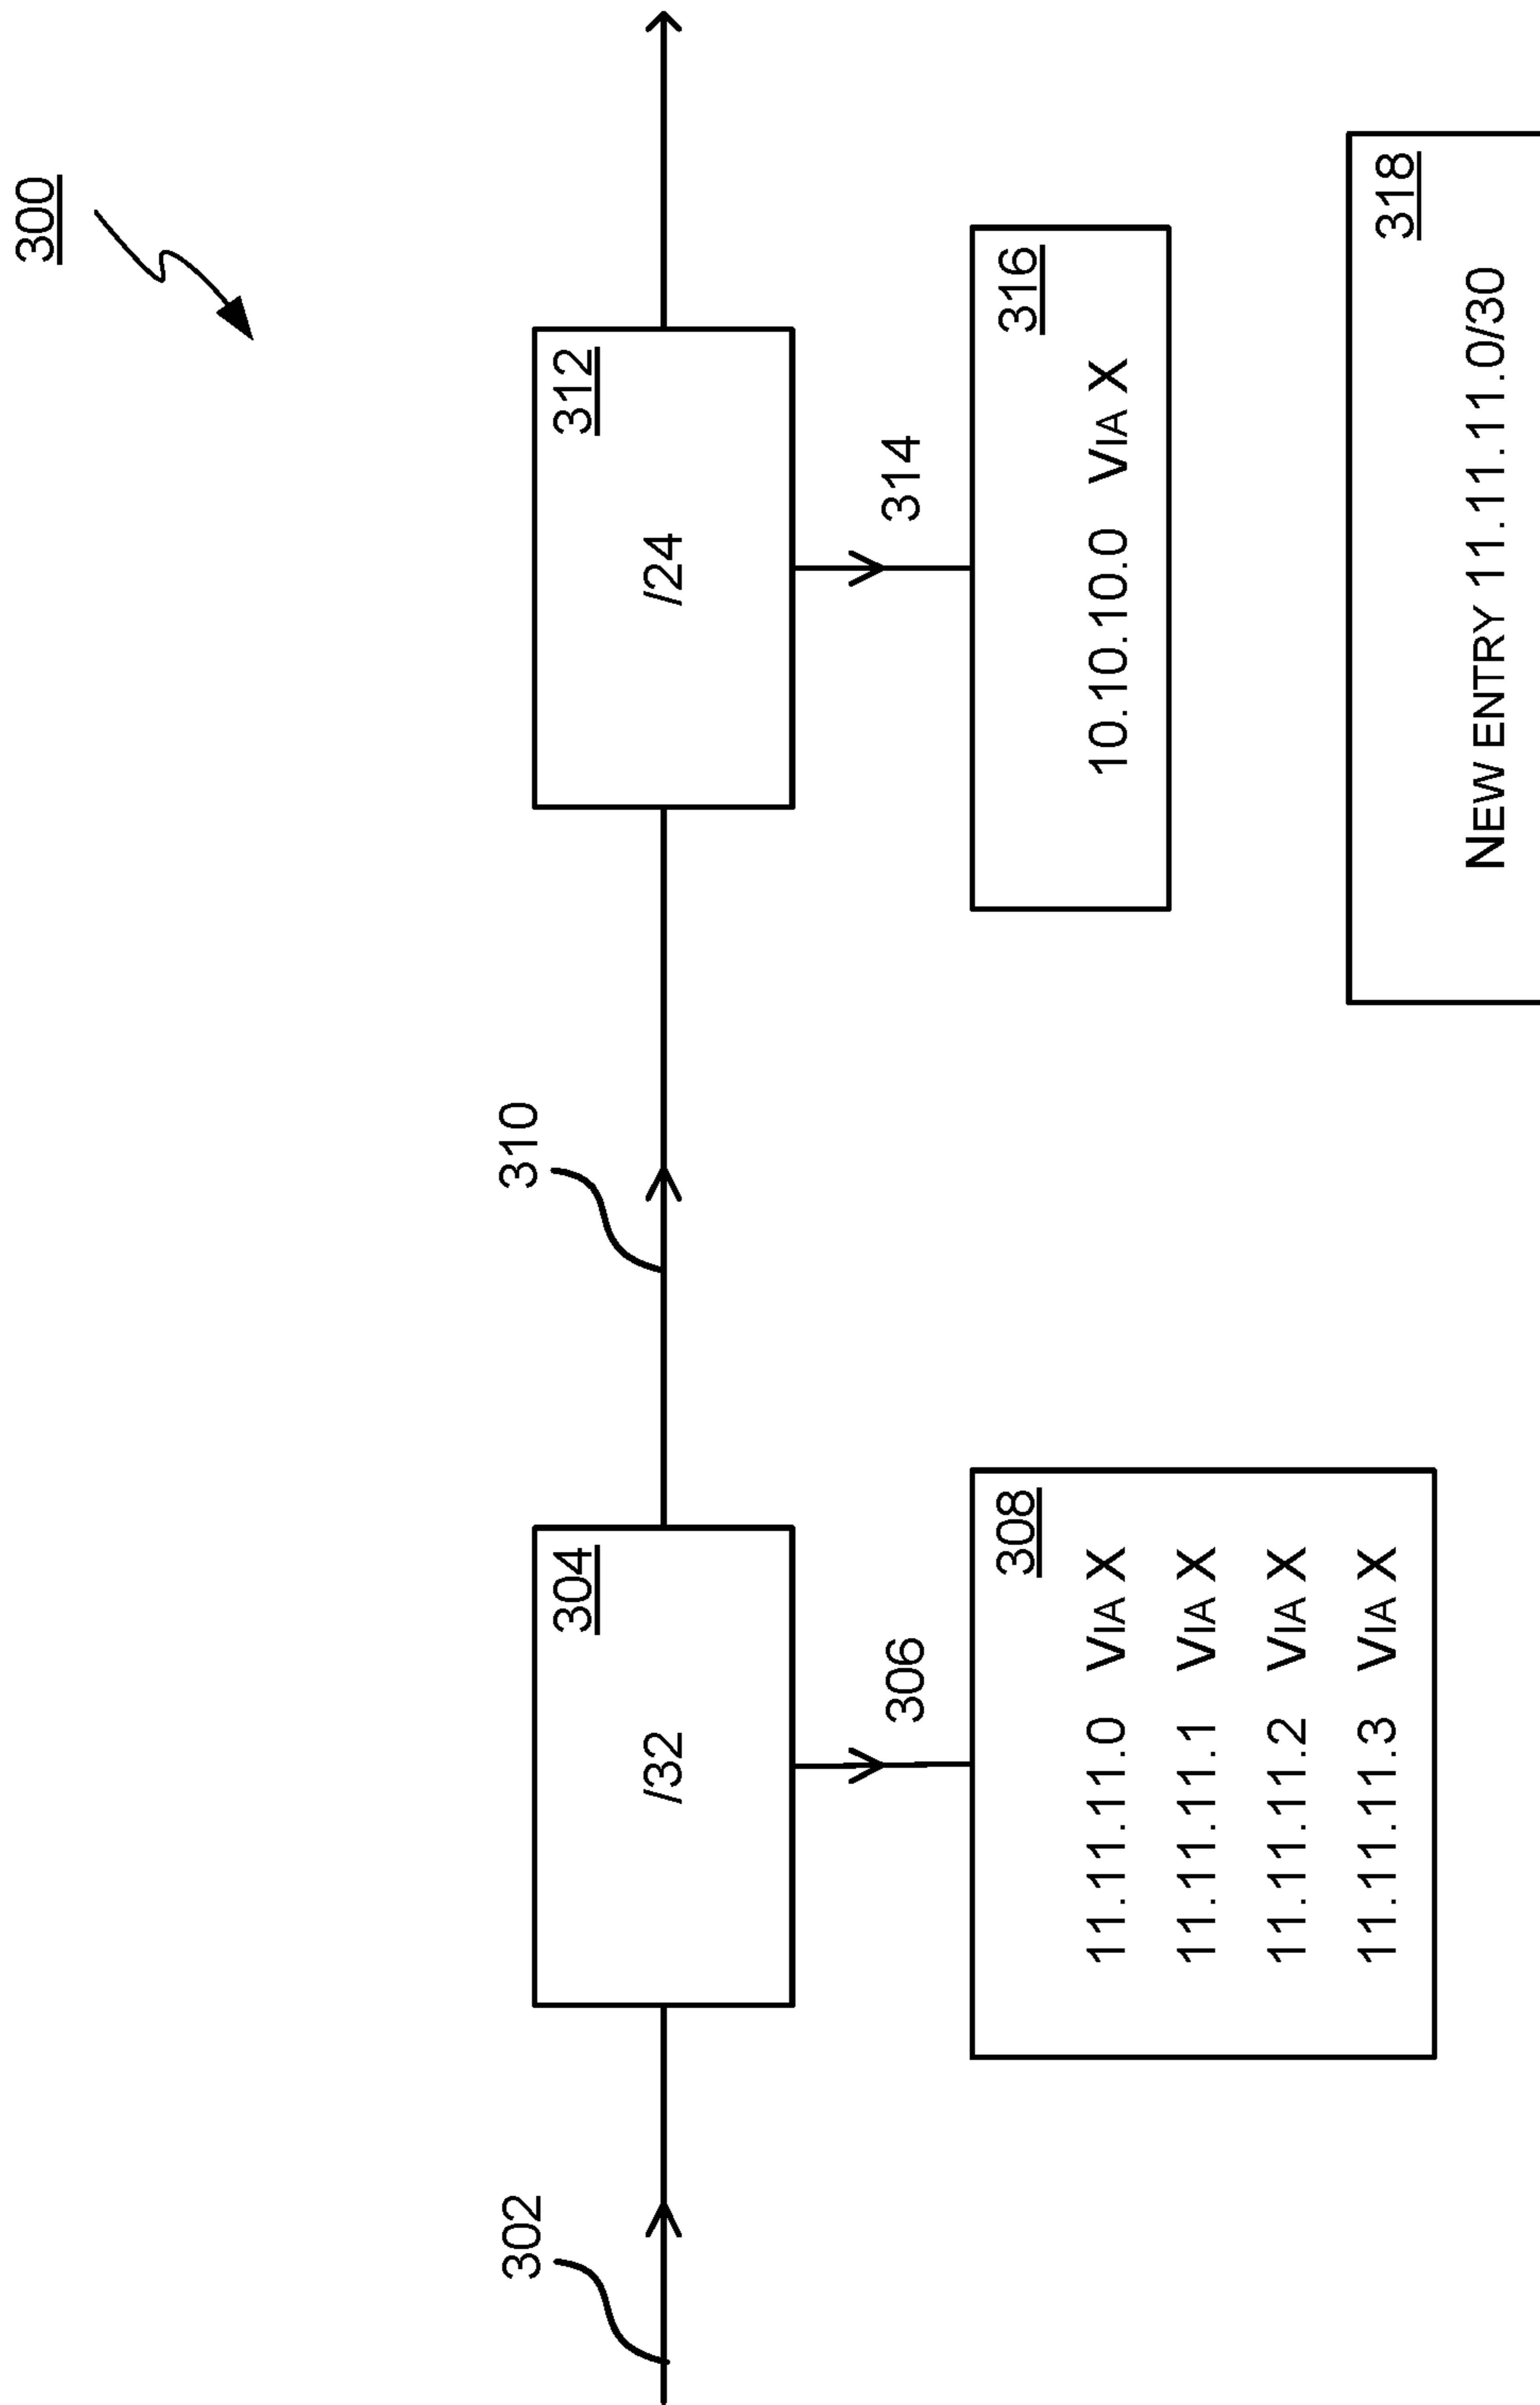 300
302
304
/32
306
308
11.11.11.0 VIA X
11.11.11.1 VIA X
11.11.11.2 VIA X
11.11.11.3 VIA X
310
312
/24
314
316
10.10.10.0 VIA X
318
NEW ENTRY 11.11.11.0/30